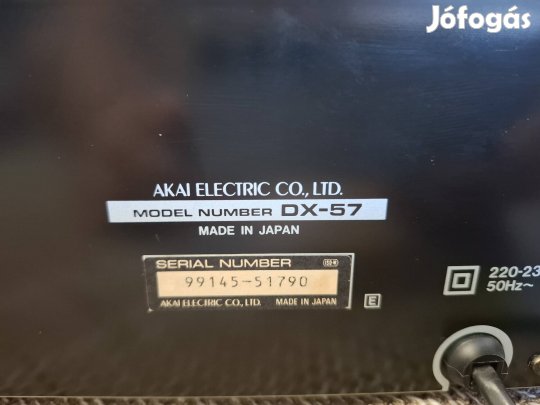 Jófogás
AKAI ELECTRIC CO., LTD.
MODEL NUMBER DX-57
MADE IN JAPAN
SERIAL NUMBER
99145-51790
AKAI ELECTRIC CO., LTD. MADE IN JAPAN
E
220-23
50Hz~